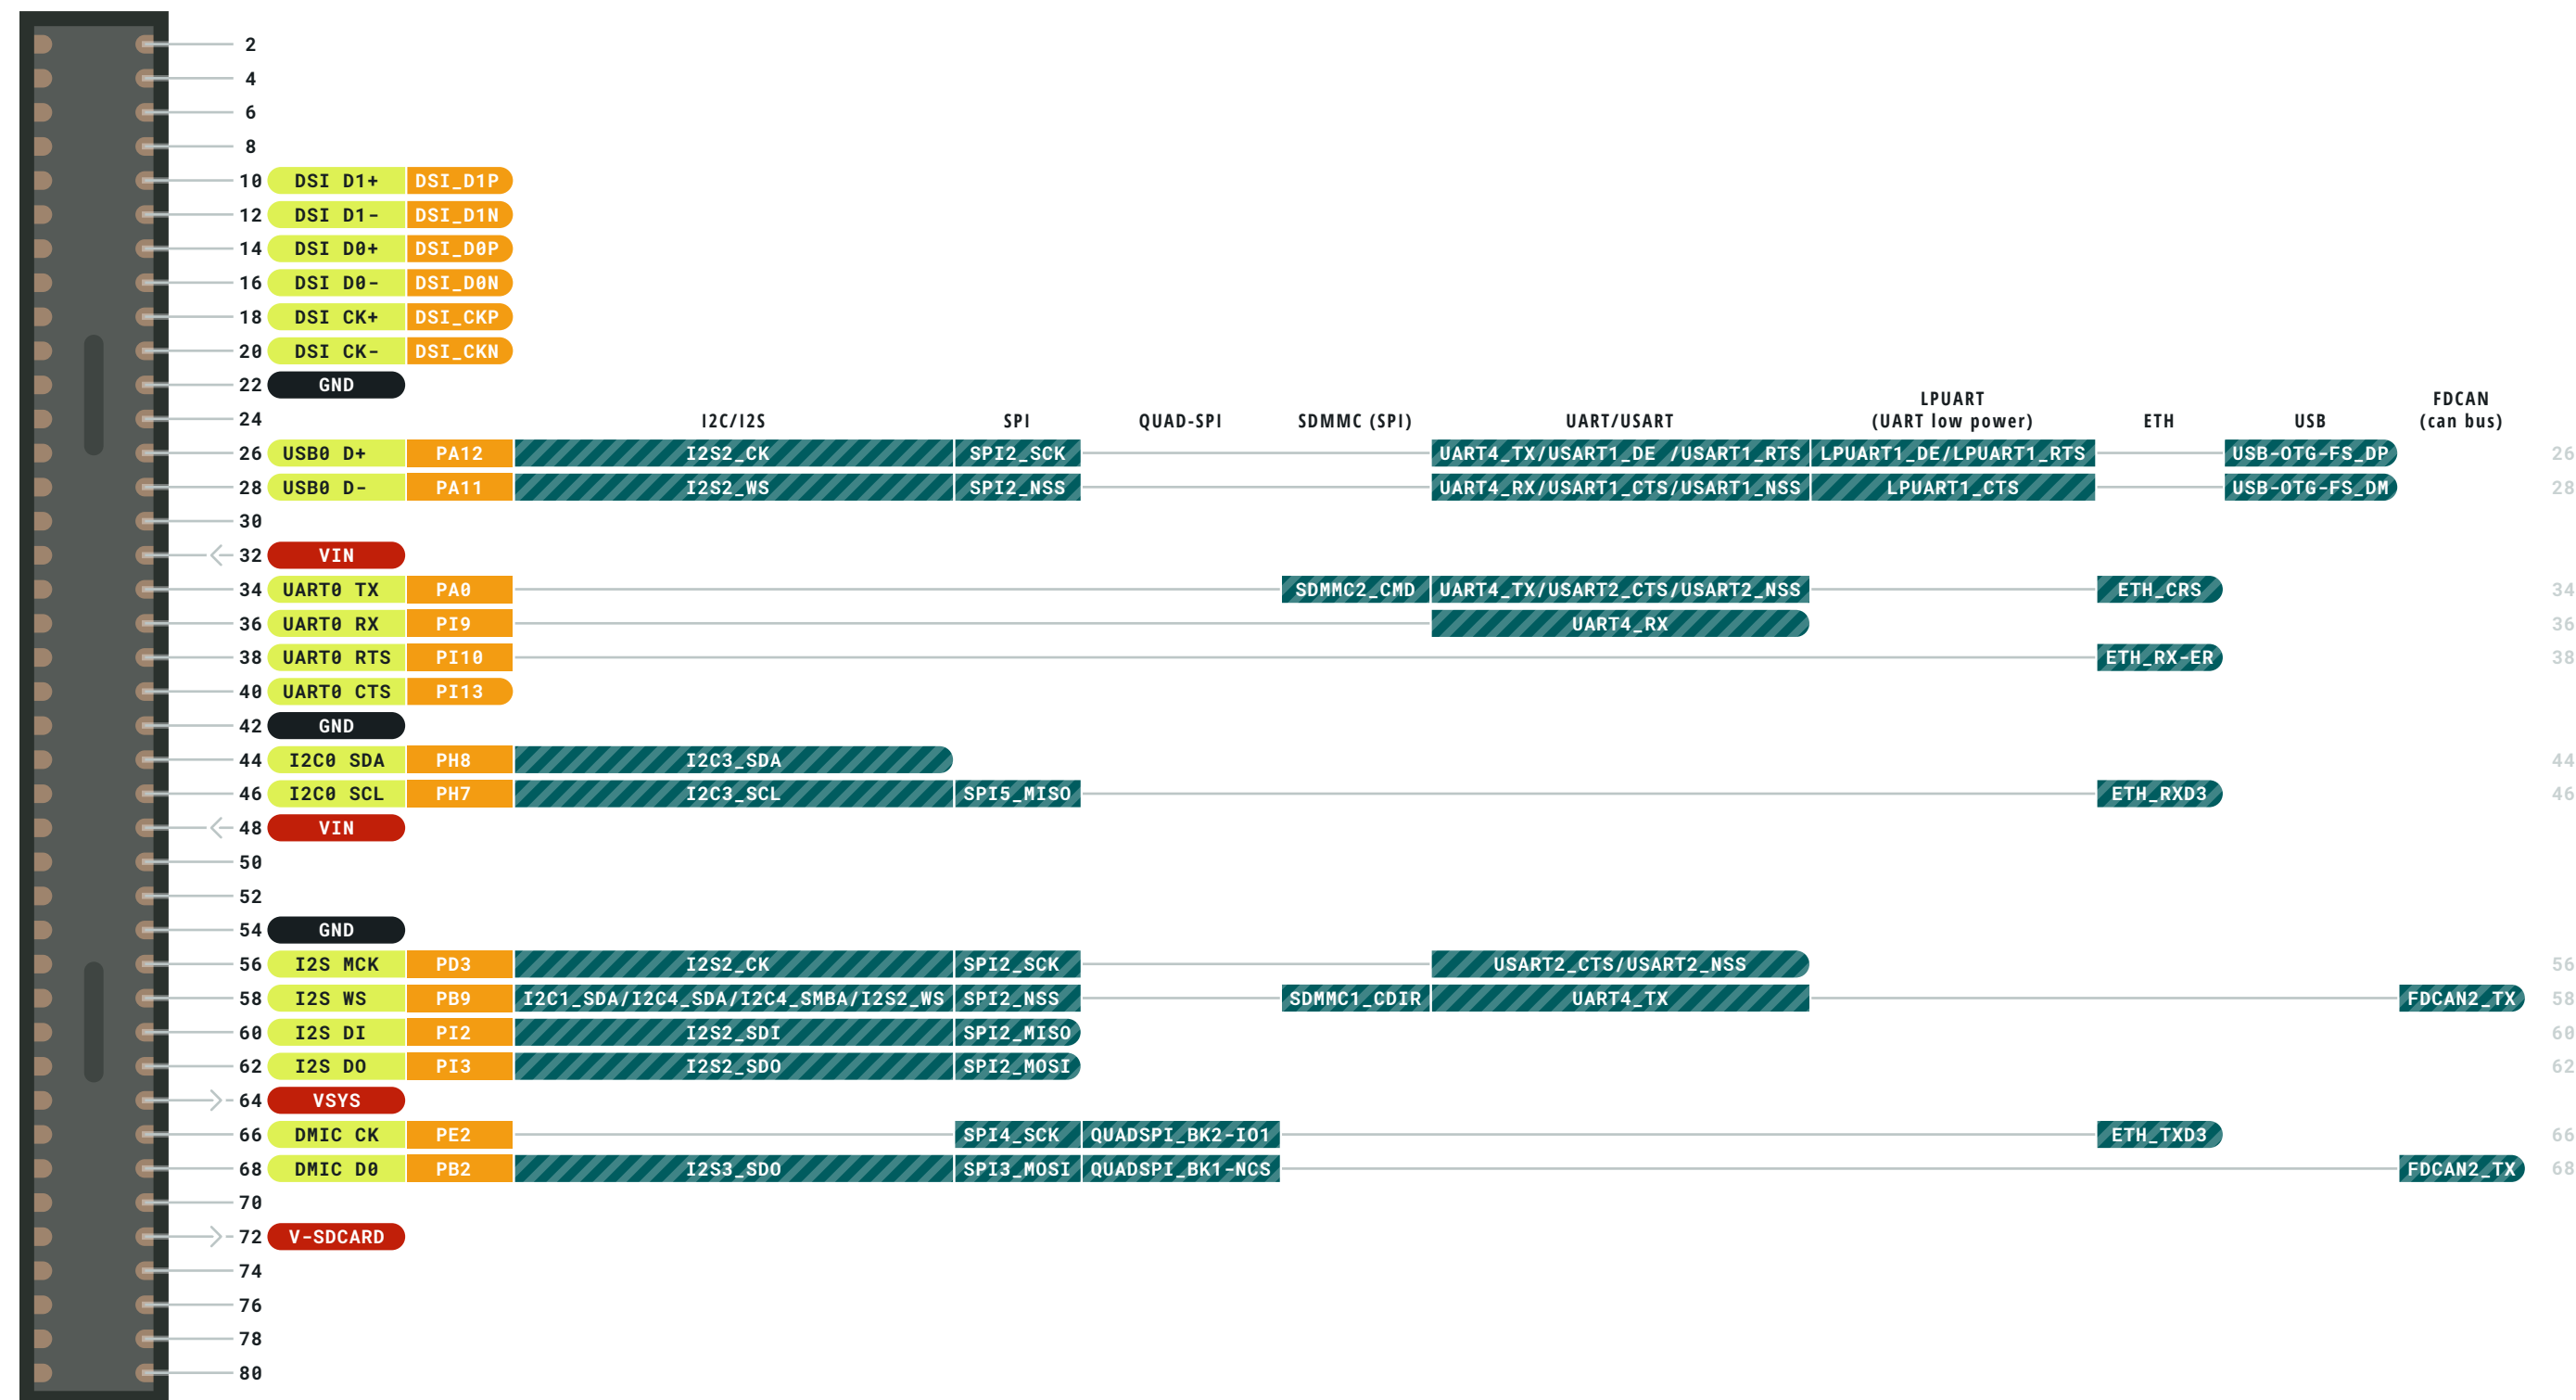 2
4
6
8
10 DSI D1+ DSI_D1P
12 DSI D1- DSI_D1N
14 DSI D0+ DSI_D0P
16 DSI D0- DSI_D0N
18 DSI CK+ DSI_CKP
20 DSI CK- DSI_CKN
22 GND
LPUART FDCAN
24 I2C/I2S SPI QUAD-SPI SDMMC (SPI) UART/USART (UART low power) ETH USB (can bus)
26 USB0 D+ PA12 I2S2_CK SPI2_SCK UART4_TX/USART1_DE /USART1_RTS LPUART1_DE/LPUART1_RTS USB-OTG-FS_DP 26
28 USB0 D- PA11 I2S2_WS SPI2_NSS UART4_RX/USART1_CTS/USART1_NSS LPUART1_CTS USB-OTG-FS_DM 28
30
32 VIN
34 UART0 TX PA0 SDMMC2_CMD UART4_TX/USART2_CTS/USART2_NSS ETH_CRS 34
36 UART0 RX PI9 UART4_RX 36
38 UART0 RTS PI10 ETH_RX-ER 38
40 UART0 CTS PI13
42 GND
44 I2C0 SDA PH8 I2C3_SDA 44
46 I2C0 SCL PH7 I2C3_SCL SPI5_MISO ETH_RXD3 46
48 VIN
50
52
54 GND
56 I2S MCK PD3 I2S2_CK SPI2_SCK USART2_CTS/USART2_NSS 56
58 I2S WS PB9 I2C1_SDA/I2C4_SDA/I2C4_SMBA/I2S2_WS SPI2_NSS SDMMC1_CDIR UART4_TX FDCAN2_TX 58
60 I2S DI PI2 I2S2_SDI SPI2_MISO 60
62 I2S DO PI3 I2S2_SDO SPI2_MOSI 62
64 VSYS
66 DMIC CK PE2 SPI4_SCK QUADSPI_BK2-IO1 ETH_TXD3 66
68 DMIC D0 PB2 I2S3_SDO SPI3_MOSI QUADSPI_BK1-NCS FDCAN2_TX 68
70
72 V-SDCARD
74
76
78
80